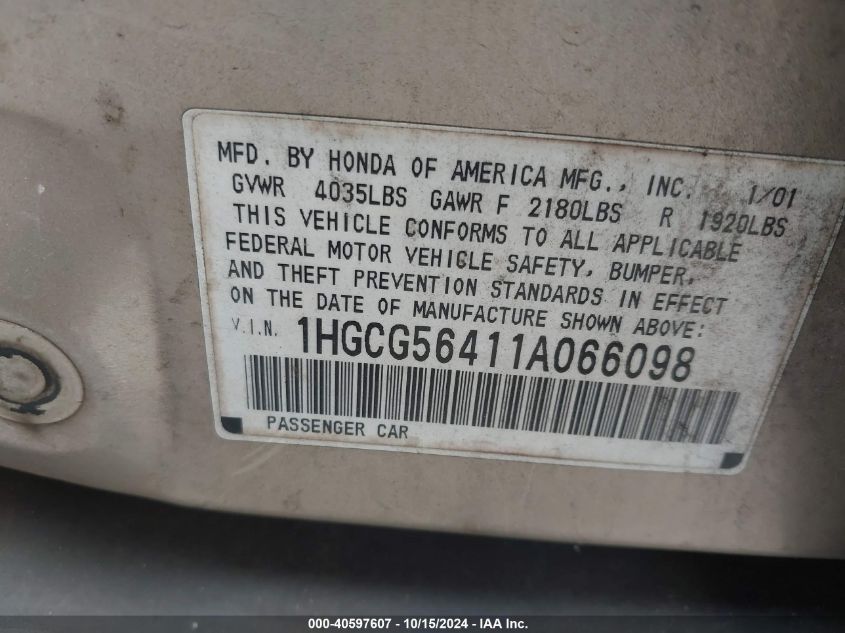 MFD. BY HONDA OF AMERICA MFG., INC. 1/01
GVWR 4035LBS GAWR F 2180LBS R 1920LBS
THIS VEHICLE CONFORMS TO ALL APPLICABLE
FEDERAL MOTOR VEHICLE SAFETY, BUMPER,
AND THEFT PREVENTION STANDARDS IN EFFECT
ON THE DATE OF MANUFACTURE SHOWN ABOVE:
V.I.N. 1HGCG56411A066098
PASSENGER CAR
000-40597607 - 10/15/2024 - IAA Inc.